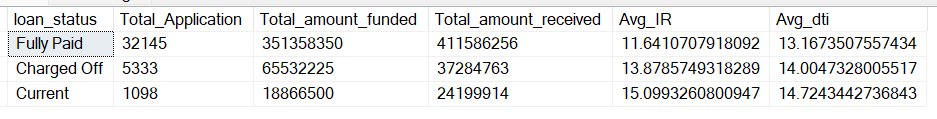 loan_status Total_Application Total_amount_funded Total_amount_received Avg_IR Avg_dti
Fully Paid 32145 351358350 411586256 11.6410707918092 13.1673507557434
Charged Off 5333 65532225 37284763 13.8785749318289 14.0047328005517
Current 1098 18866500 24199914 15.0993260800947 14.7243442736843